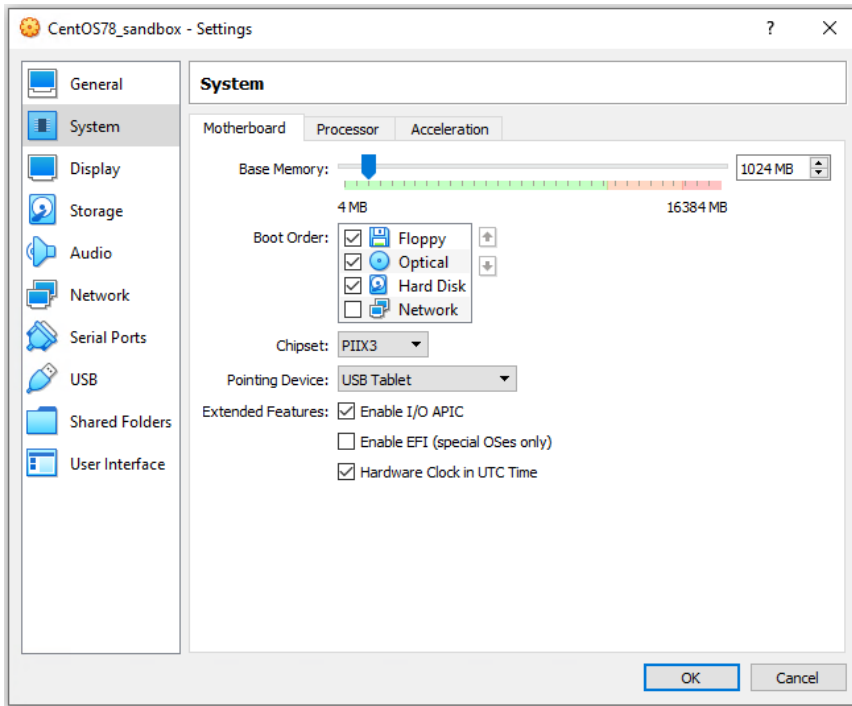 CentOS78_sandbox - Settings
?
General
System
Display
Storage
Audio
Network
Serial Ports
USB
Shared Folders
User Interface
System
Motherboard Processor Acceleration
Base Memory: 1024 MB
4 MB 16384 MB
Boot Order: Floppy
Optical
Hard Disk
Network
Chipset: PIIX3
Pointing Device: USB Tablet
Extended Features: Enable I/O APIC
Enable EFI (special OSes only)
Hardware Clock in UTC Time
OK Cancel